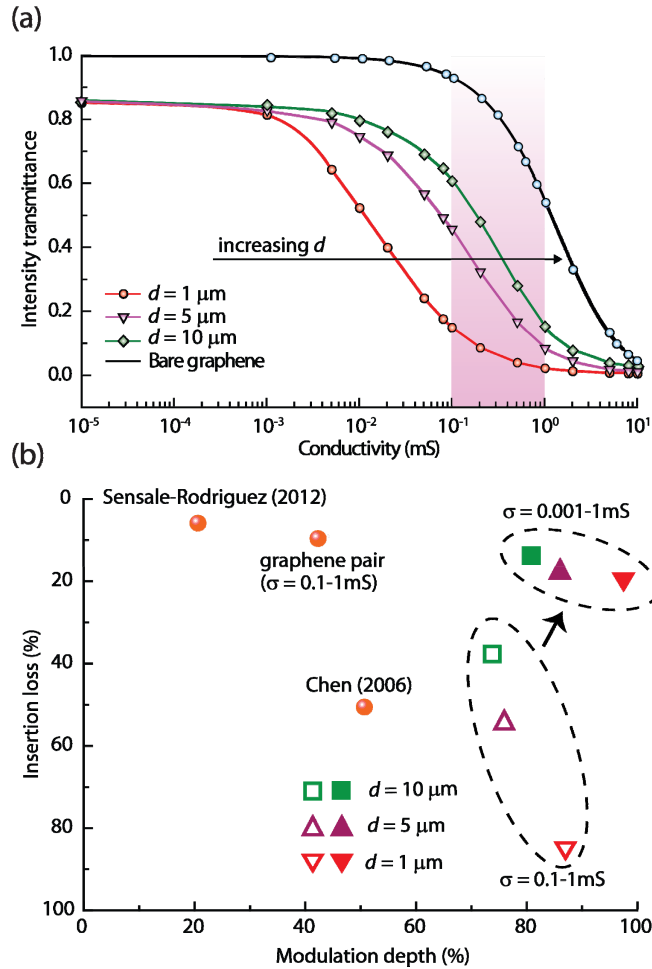 (a)
1.0
0.8
0.6
0.4
0.2
0.0
Intensity transmittance
increasing d
d = 1 μm
d = 5 μm
d = 10 μm
Bare graphene
10⁻⁵ 10⁻⁴ 10⁻³ 10⁻² 10⁻¹ 10⁰ 10¹
Conductivity (mS)
(b)
0
20
40
60
80
100
Insertion loss (%)
Sensale-Rodriguez (2012)
graphene pair
(σ = 0.1-1mS)
σ = 0.001-1mS
Chen (2006)
d = 10 μm
d = 5 μm
d = 1 μm
σ = 0.1-1mS
0 20 40 60 80 100
Modulation depth (%)